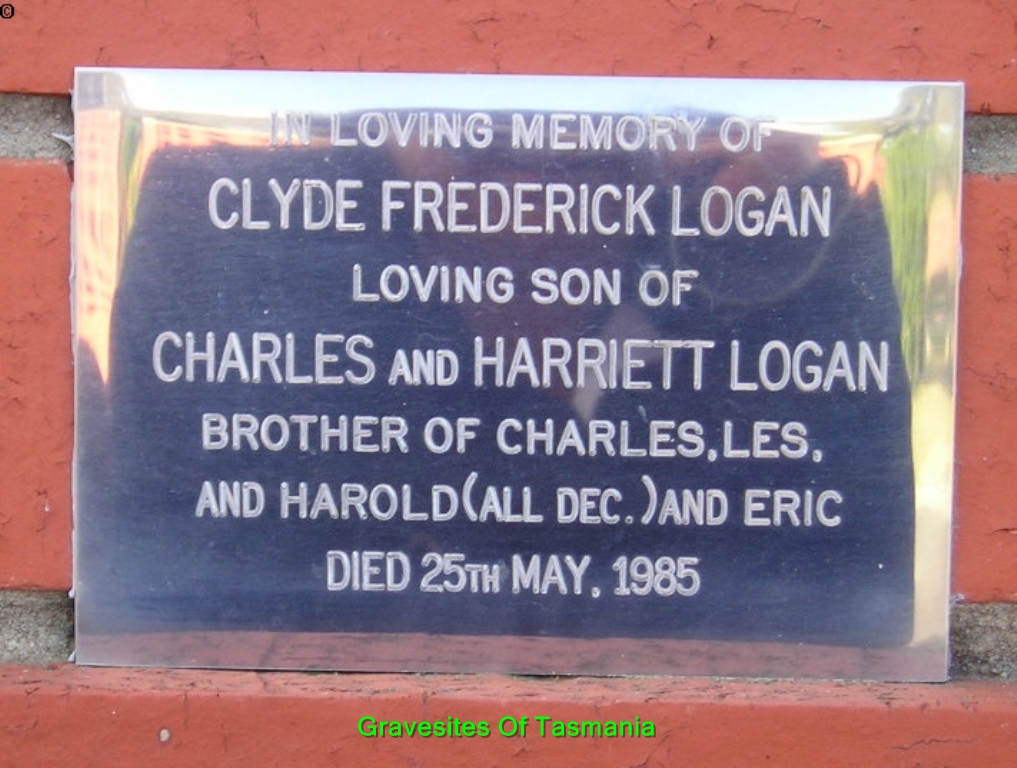 ©
IN LOVING MEMORY OF
CLYDE FREDERICK LOGAN
LOVING SON OF
CHARLES AND HARRIETT LOGAN
BROTHER OF CHARLES, LES,
AND HAROLD (ALL DEC.) AND ERIC
DIED 25TH MAY, 1985
Gravesites Of Tasmania